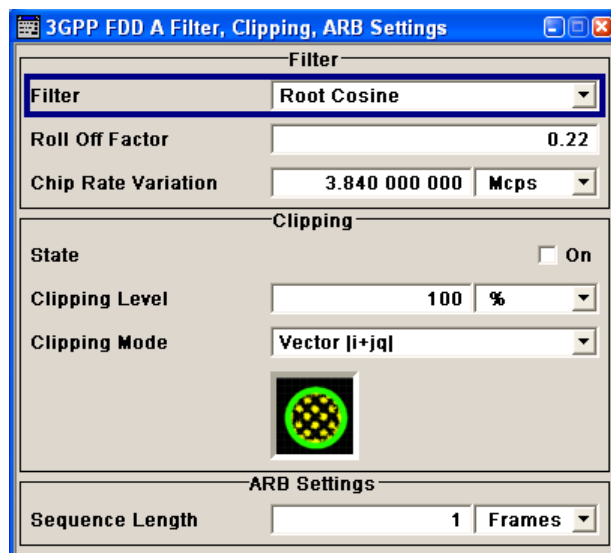 3GPP FDD A Filter, Clipping, ARB Settings
Filter
Filter Root Cosine
Roll Off Factor 0.22
Chip Rate Variation 3.840 000 000 Mcps
Clipping
State On
Clipping Level 100 %
Clipping Mode Vector |i+jq|
ARB Settings
Sequence Length 1 Frames